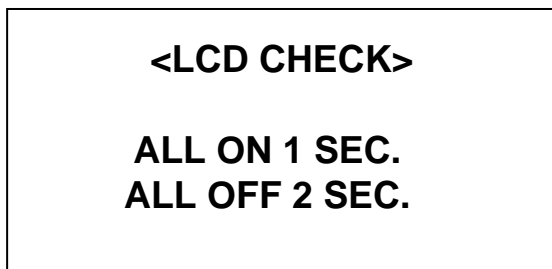 <LCD CHECK>
ALL ON 1 SEC.
ALL OFF 2 SEC.